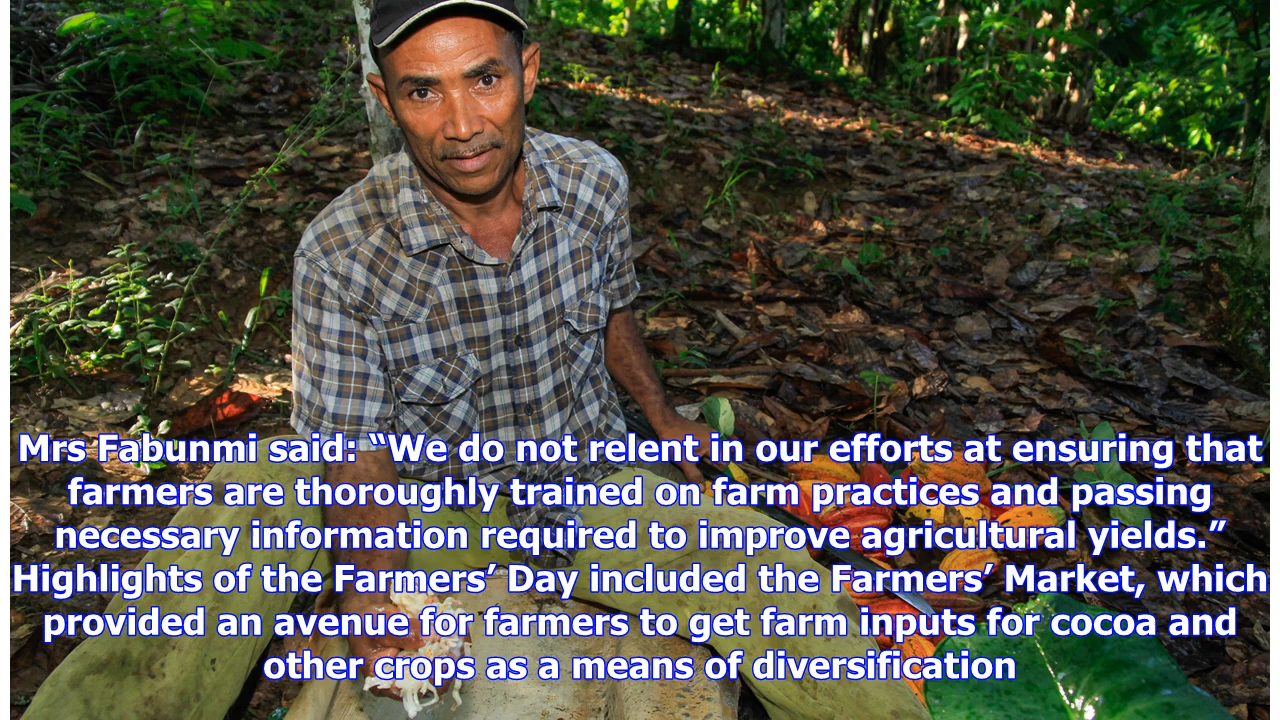 Mrs Fabunmi said: “We do not relent in our efforts at ensuring that
farmers are thoroughly trained on farm practices and passing
necessary information required to improve agricultural yields.”
Highlights of the Farmers’ Day included the Farmers’ Market, which
provided an avenue for farmers to get farm inputs for cocoa and
other crops as a means of diversification